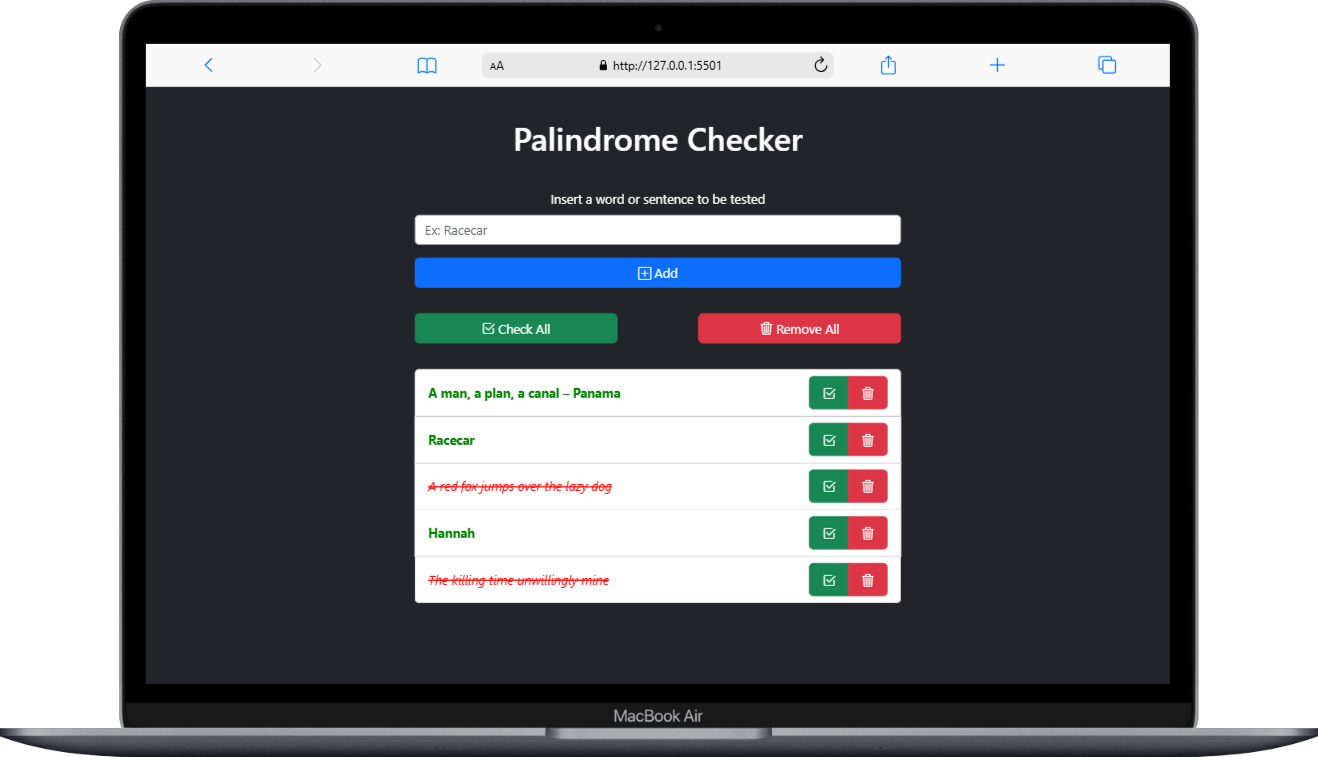 AA
http://127.0.0.1:5501
Palindrome Checker
Insert a word or sentence to be tested
Ex: Racecar
Add
Check All
Remove All
A man, a plan, a canal – Panama
Racecar
A red fox jumps over the lazy dog
Hannah
The killing time unwillingly mine
MacBook Air